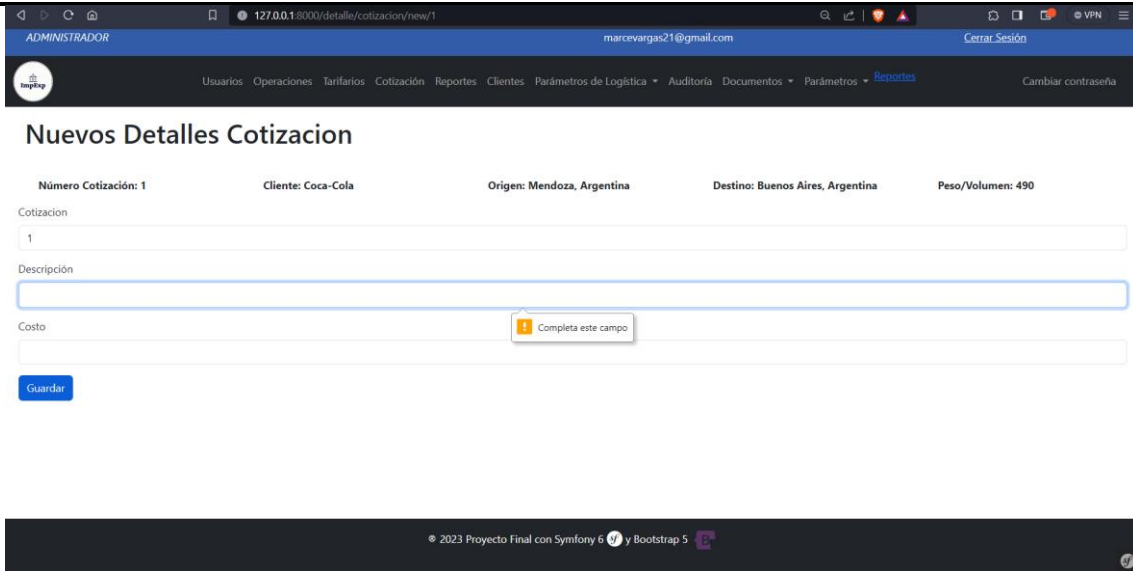 127.0.0.1:8000/detalle/cotizacion/new/1 VPN
ADMINISTRADOR marcevargas21@gmail.com Cerrar Sesión
ImpExp Usuarios Operaciones Tarifarios Cotización Reportes Clientes Parámetros de Logística Auditoría Documentos Parámetros Reportes Cambiar contraseña
Nuevos Detalles Cotizacion
Número Cotización: 1 Cliente: Coca-Cola Origen: Mendoza, Argentina Destino: Buenos Aires, Argentina Peso/Volumen: 490
Cotizacion
1
Descripción
Completa este campo
Costo
Guardar
® 2023 Proyecto Final con Symfony 6 sf y Bootstrap 5 B
sf